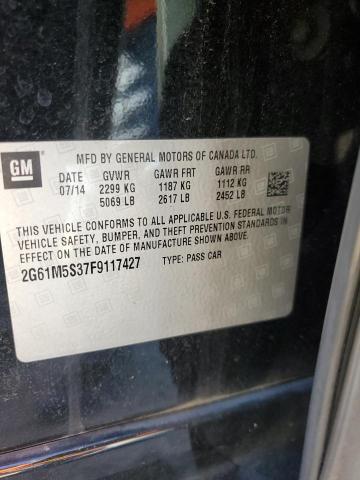 GM
MFD BY GENERAL MOTORS OF CANADA LTD.
DATE GVWR GAWR FRT GAWR RR
07/14 2299 KG 1187 KG 1112 KG
5069 LB 2617 LB 2452 LB
THIS VEHICLE CONFORMS TO ALL APPLICABLE U.S. FEDERAL MOTOR
VEHICLE SAFETY, BUMPER, AND THEFT PREVENTION STANDARDS IN
EFFECT ON THE DATE OF MANUFACTURE SHOWN ABOVE.
2G61M5S37F9117427 TYPE: PASS CAR